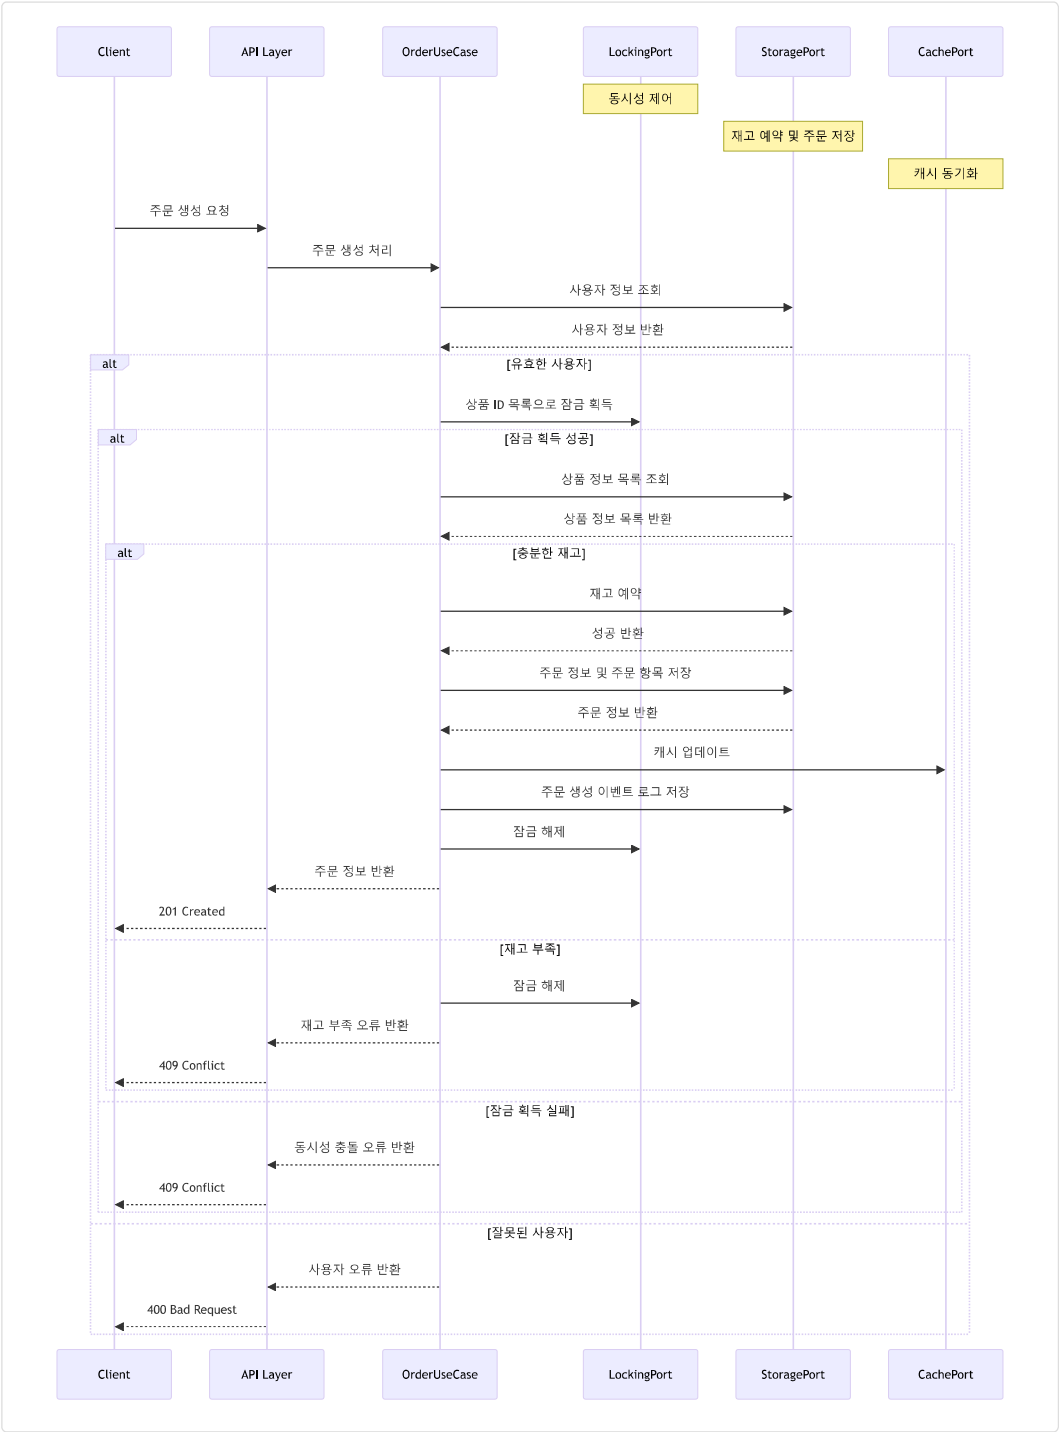 Client
API Layer
OrderUseCase
LockingPort
StoragePort
CachePort
동시성 제어
재고 예약 및 주문 저장
캐시 동기화
주문 생성 요청
주문 생성 처리
사용자 정보 조회
사용자 정보 반환
alt
[유효한 사용자]
상품 ID 목록으로 잠금 획득
alt
[잠금 획득 성공]
상품 정보 목록 조회
상품 정보 목록 반환
alt
[충분한 재고]
재고 예약
성공 반환
주문 정보 및 주문 항목 저장
주문 정보 반환
캐시 업데이트
주문 생성 이벤트 로그 저장
잠금 해제
주문 정보 반환
201 Created
[재고 부족]
잠금 해제
재고 부족 오류 반환
409 Conflict
[잠금 획득 실패]
동시성 충돌 오류 반환
409 Conflict
[잘못된 사용자]
사용자 오류 반환
400 Bad Request
Client
API Layer
OrderUseCase
LockingPort
StoragePort
CachePort